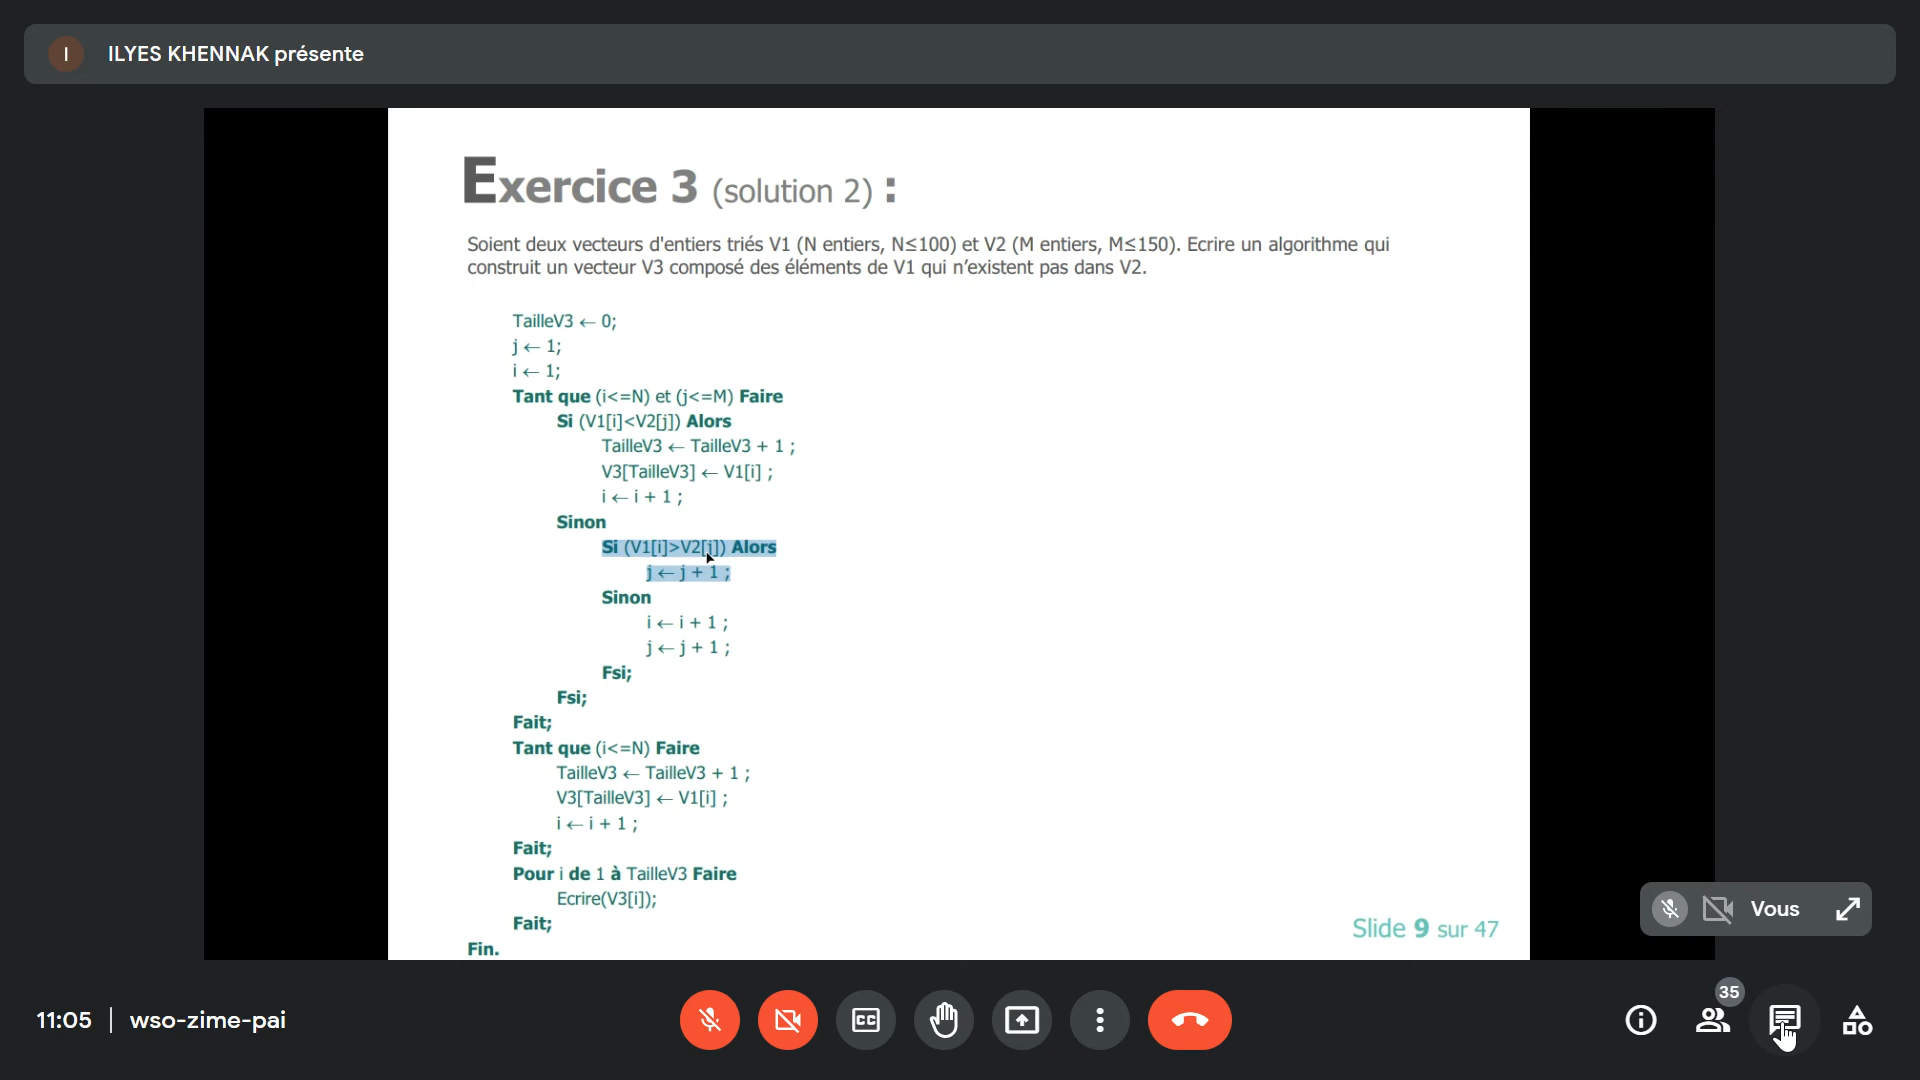 I ILYES KHENNAK présente
Exercice 3 (solution 2) :
Soient deux vecteurs d'entiers triés V1 (N entiers, N≤100) et V2 (M entiers, M≤150). Ecrire un algorithme qui
construit un vecteur V3 composé des éléments de V1 qui n'existent pas dans V2.
TailleV3 ← 0;
j ← 1;
i ← 1;
Tant que (i<=N) et (j<=M) Faire
Si (V1[i]<V2[j]) Alors
TailleV3 ← TailleV3 + 1 ;
V3[TailleV3] ← V1[i] ;
i ← i + 1 ;
Sinon
Si (V1[i]>V2[j]) Alors
j ← j + 1 ;
Sinon
i ← i + 1 ;
j ← j + 1 ;
Fsi;
Fsi;
Fait;
Tant que (i<=N) Faire
TailleV3 ← TailleV3 + 1 ;
V3[TailleV3] ← V1[i] ;
i ← i + 1 ;
Fait;
Pour i de 1 à TailleV3 Faire
Ecrire(V3[i]);
Fait;
Fin.
Slide 9 sur 47
Vous
11:05 | wso-zime-pai
CC
35